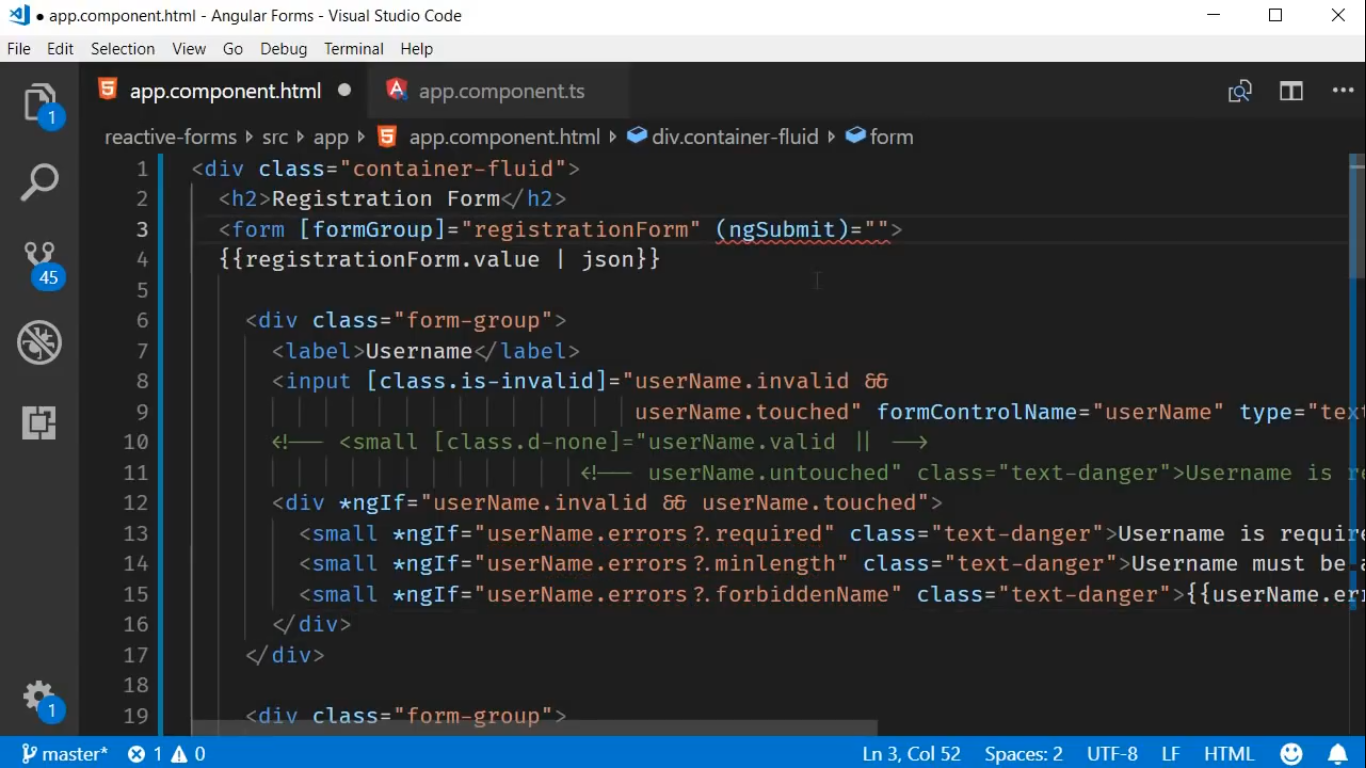 app.component.html - Angular Forms - Visual Studio Code
File Edit Selection View Go Debug Terminal Help
app.component.html app.component.ts
1
reactive-forms src app app.component.html div.container-fluid form
1 <div class="container-fluid">
2 <h2>Registration Form</h2>
3 <form [formGroup]="registrationForm" (ngSubmit)="">
4 {{registrationForm.value | json}}
45
5
6 <div class="form-group">
7 <label>Username</label>
8 <input [class.is-invalid]="userName.invalid &&
9 userName.touched" formControlName="userName" type="tex
10 <!-- <small [class.d-none]="userName.valid || -->
11 <!-- userName.untouched" class="text-danger">Username is re
12 <div *ngIf="userName.invalid && userName.touched">
13 <small *ngIf="userName.errors?.required" class="text-danger">Username is require
14 <small *ngIf="userName.errors?.minlength" class="text-danger">Username must be a
15 <small *ngIf="userName.errors?.forbiddenName" class="text-danger">{{userName.err
16 </div>
17 </div>
18
1
19 <div class="form-group">
master* 1 0 Ln 3, Col 52 Spaces: 2 UTF-8 LF HTML